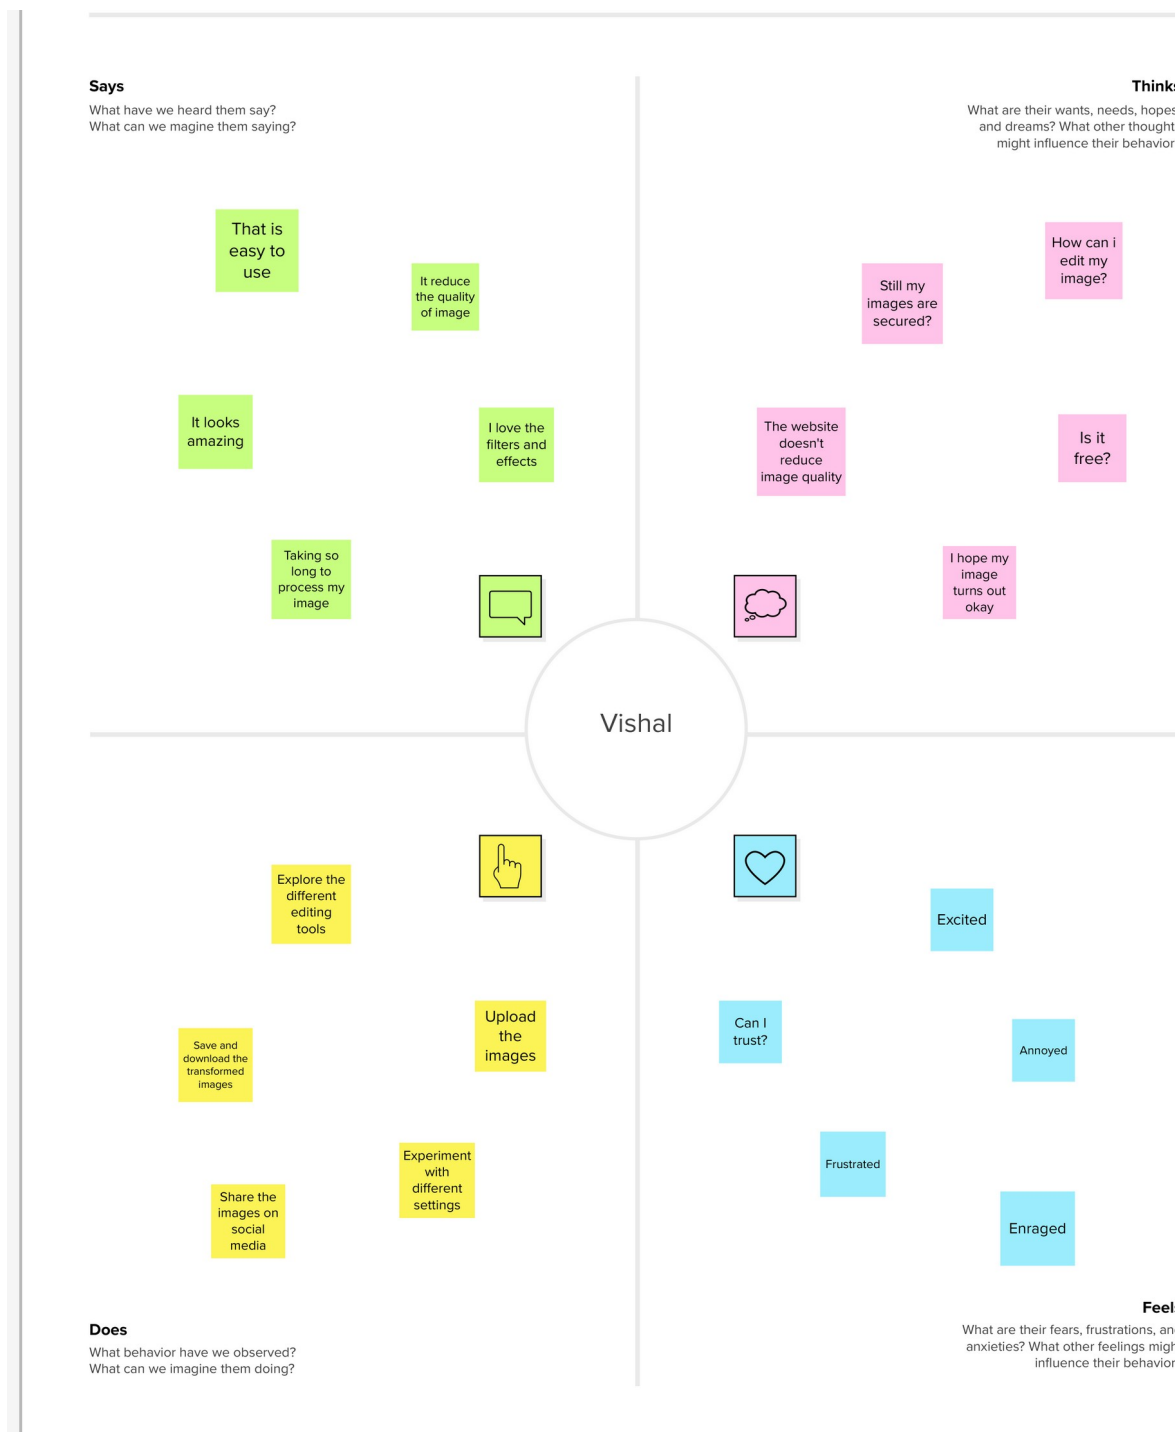 Says
What have we heard them say?
What can we magine them saying?
Think
What are their wants, needs, hopes
and dreams? What other thought
might influence their behavior
That is
easy to
use
It reduce
the quality
of image
It looks
amazing
I love the
filters and
effects
Taking so
long to
process my
image
How can i
edit my
image?
Still my
images are
secured?
The website
doesn't
reduce
image quality
Is it
free?
I hope my
image
turns out
okay
Vishal
Explore the
different
editing
tools
Upload
the
images
Save and
download the
transformed
images
Experiment
with
different
settings
Share the
images on
social
media
Excited
Can I
trust?
Annoyed
Frustrated
Enraged
Does
What behavior have we observed?
What can we imagine them doing?
Feel
What are their fears, frustrations, an
anxieties? What other feelings migh
influence their behavior